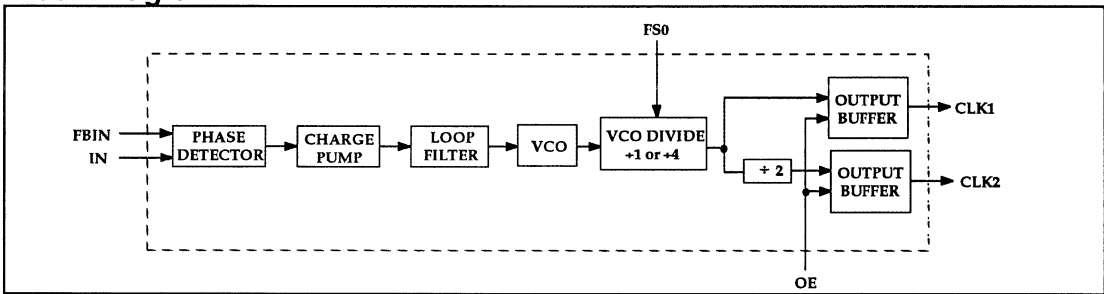 FS0
FBIN
IN
PHASE
DETECTOR
CHARGE
PUMP
LOOP
FILTER
VCO
VCO DIVIDE
÷1 or ÷4
÷ 2
OUTPUT
BUFFER
CLK1
OUTPUT
BUFFER
CLK2
OE